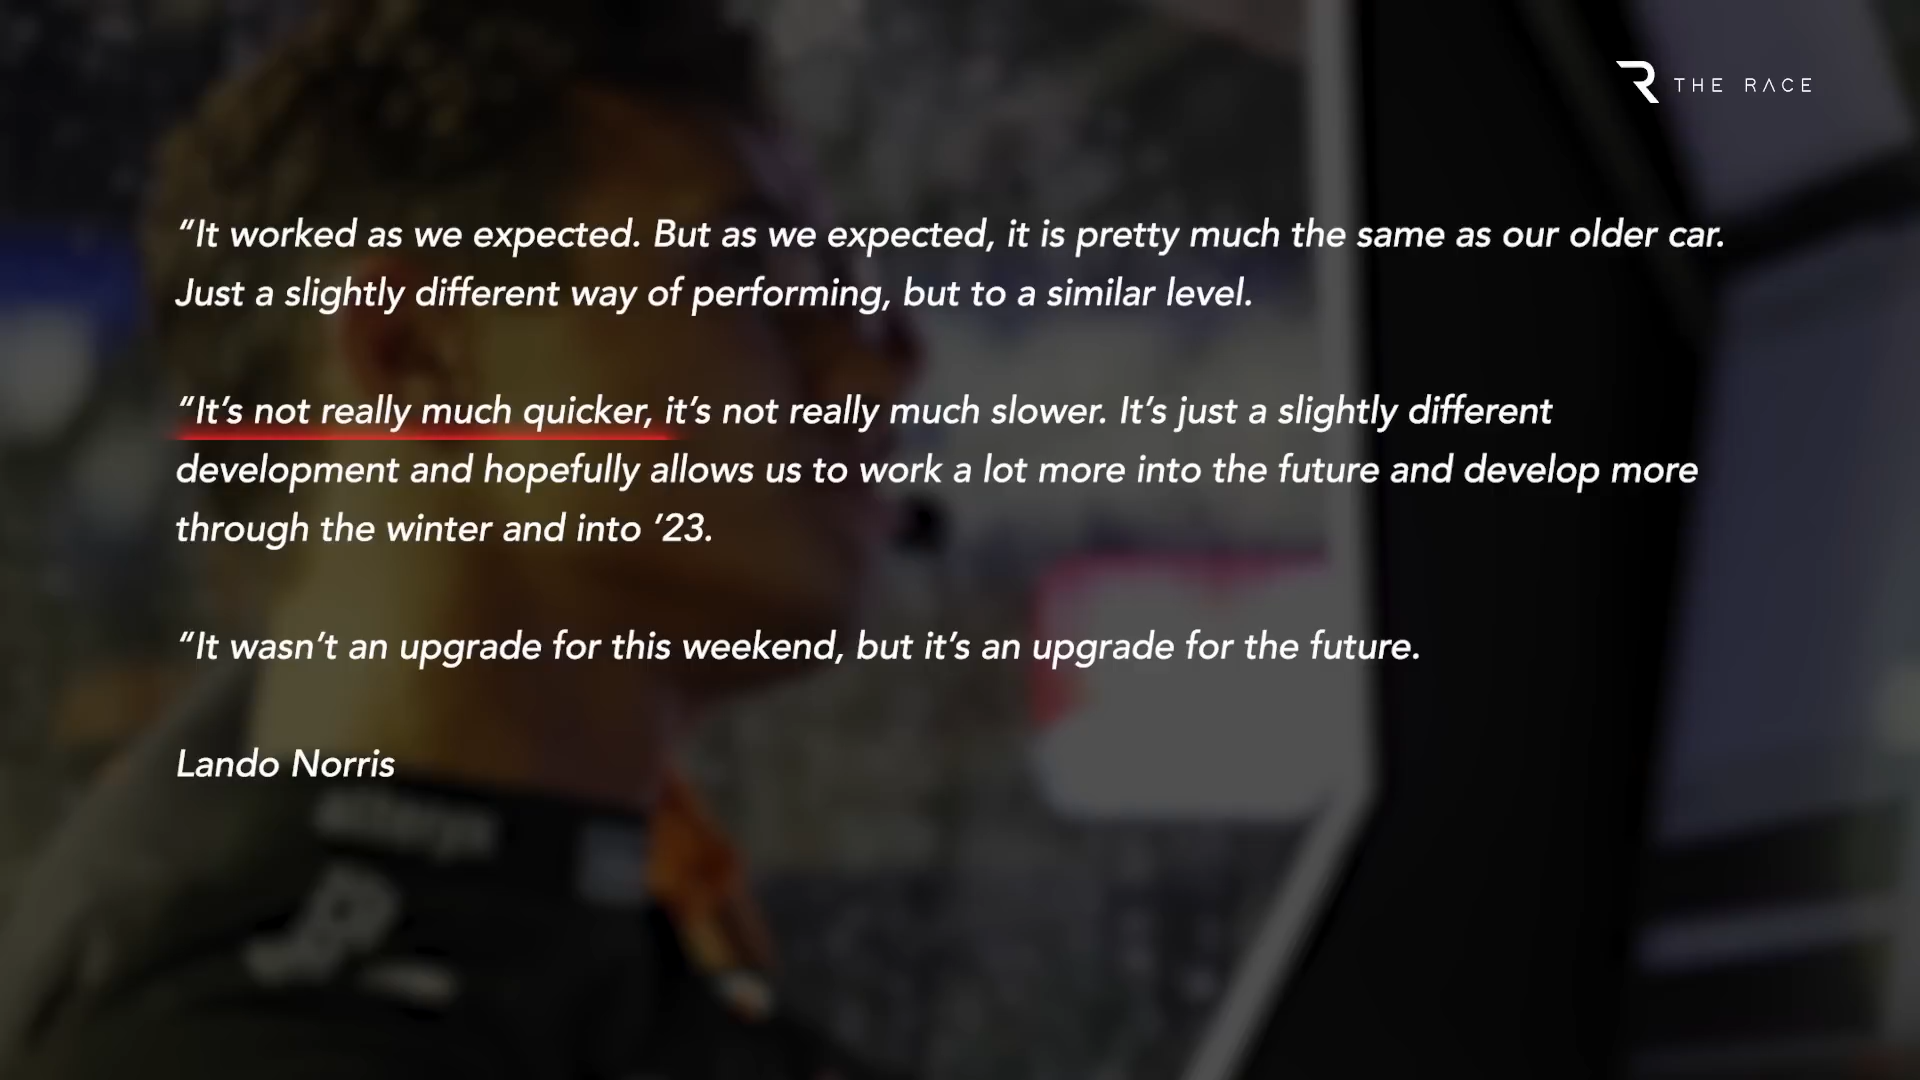 THE RACE
“It worked as we expected. But as we expected, it is pretty much the same as our older car.
Just a slightly different way of performing, but to a similar level.
“It’s not really much quicker, it’s not really much slower. It’s just a slightly different
development and hopefully allows us to work a lot more into the future and develop more
through the winter and into ’23.
“It wasn’t an upgrade for this weekend, but it’s an upgrade for the future.
Lando Norris